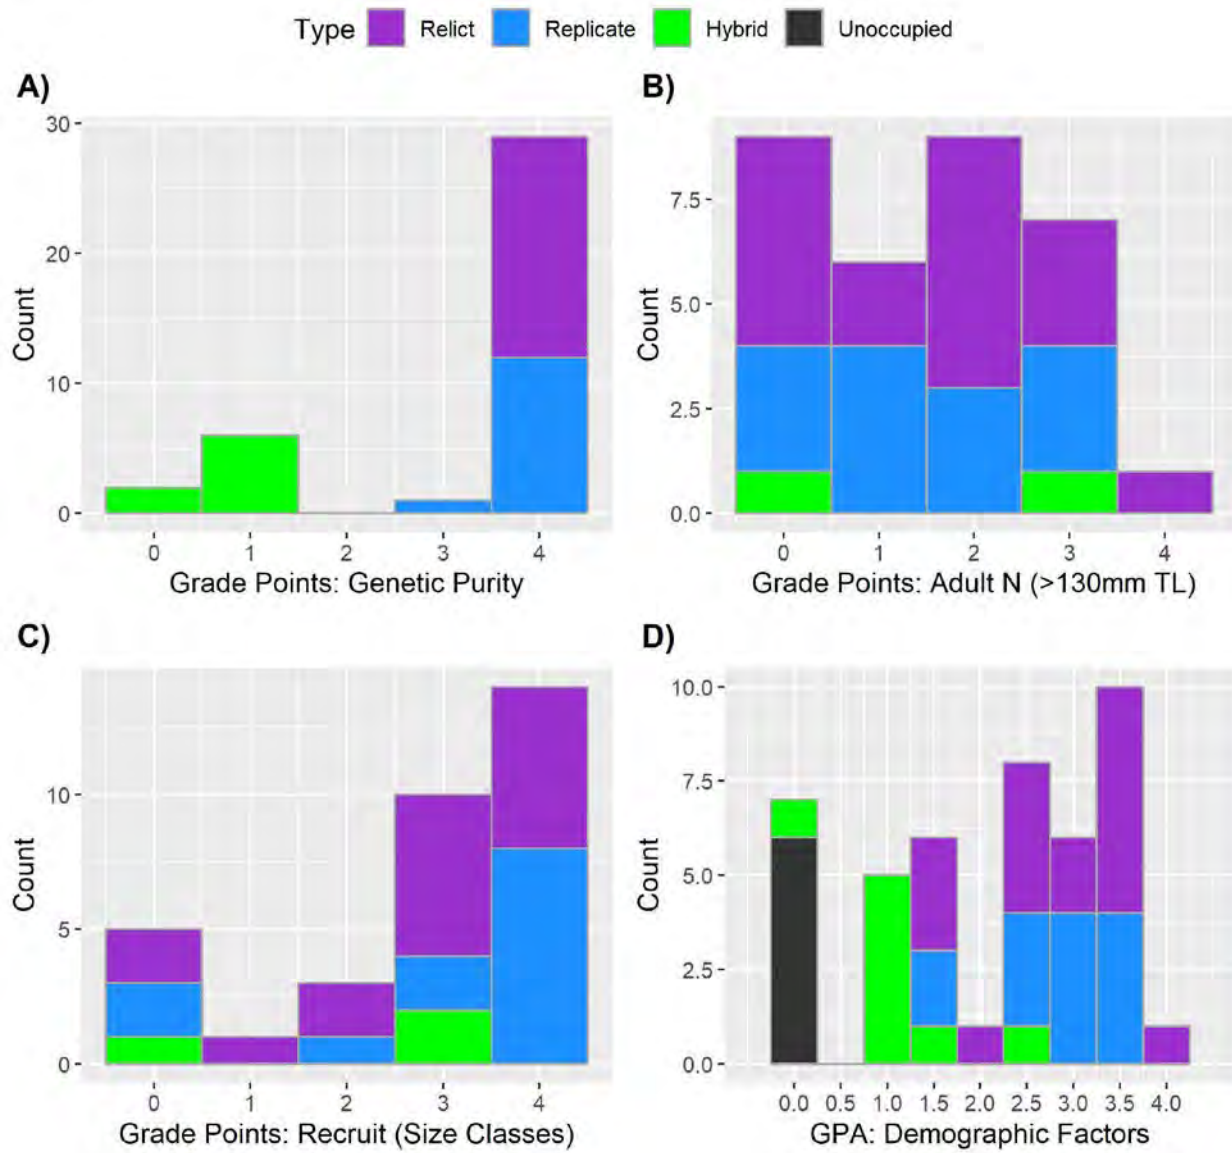 Type Relict Replicate Hybrid Unoccupied
A)
30
20
10
0
Count
0 1 2 3 4
Grade Points: Genetic Purity
B)
7.5
5.0
2.5
0.0
Count
0 1 2 3 4
Grade Points: Adult N (>130mm TL)
C)
10
5
0
Count
0 1 2 3 4
Grade Points: Recruit (Size Classes)
D)
10.0
7.5
5.0
2.5
0.0
Count
0.0 0.5 1.0 1.5 2.0 2.5 3.0 3.5 4.0
GPA: Demographic Factors